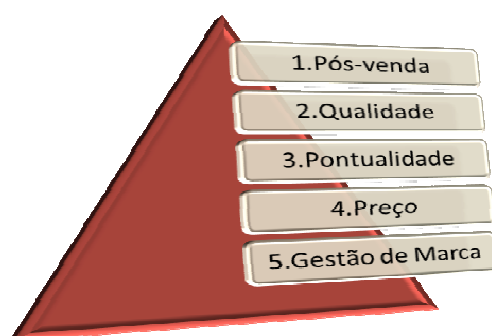 1.Pós-venda
2.Qualidade
3.Pontualidade
4.Preço
5.Gestão de Marca